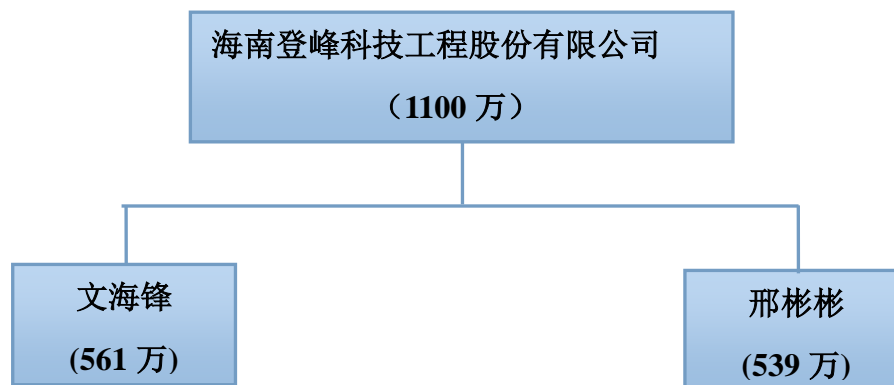 海南登峰科技工程股份有限公司
（1100 万）
文海锋
(561 万)
邢彬彬
(539 万)